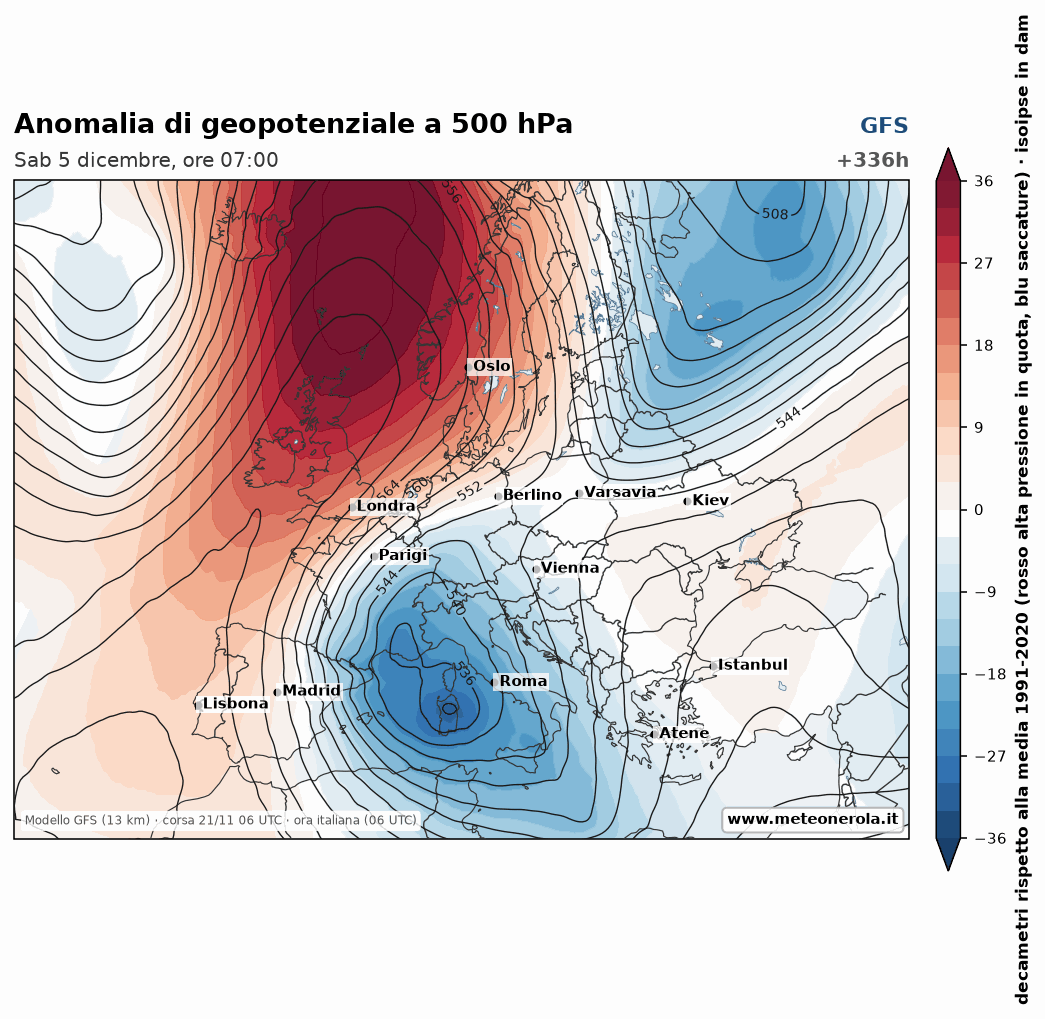 Anomalia di geopotenziale a 500 hPa
GFS
Sab 5 dicembre, ore 07:00
+336h
556
508
Oslo
544
564
560
552
Londra
Berlino
Varsavia
Kiev
Parigi
Vienna
544
540
536
Istanbul
Roma
Madrid
Lisbona
Atene
Modello GFS (13 km) · corsa 21/11 06 UTC · ora italiana (06 UTC)
www.meteonerola.it
36
27
18
9
0
−9
−18
−27
−36
decametri rispetto alla media 1991-2020 (rosso alta pressione in quota, blu saccature) · isoipse in dam